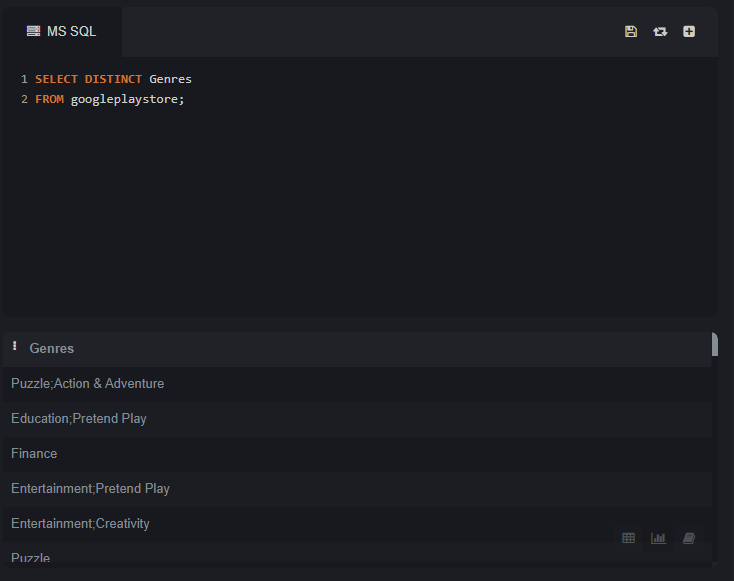 MS SQL
1 SELECT DISTINCT Genres
2 FROM googleplaystore;
Genres
Puzzle;Action & Adventure
Education;Pretend Play
Finance
Entertainment;Pretend Play
Entertainment;Creativity
Puzzle